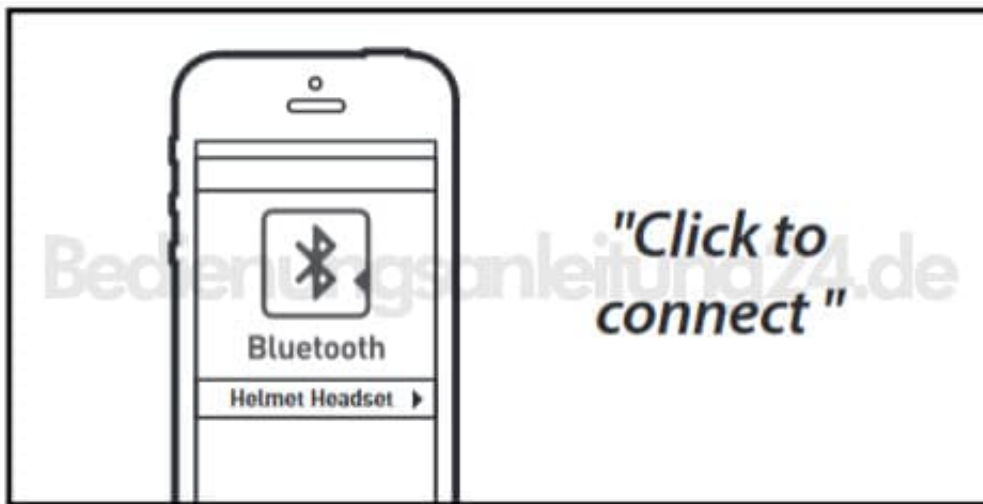 "Click to
connect "
Bedienungsanleitung24.de
Bluetooth
Helmet Headset